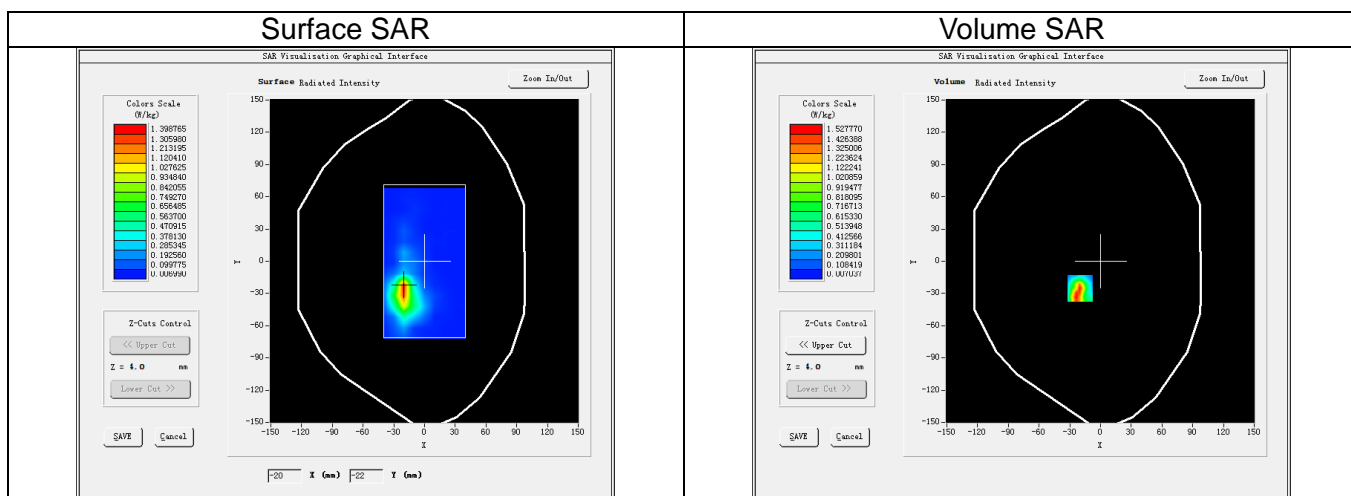 Surface SAR
SAR Visualisation Graphical Interface
Surface Radiated Intensity
Zoom In/Out
Colors Scale
(W/kg)
1.398765
1.305980
1.213195
1.120410
1.027625
0.934840
0.842055
0.749270
0.656485
0.563700
0.470915
0.378130
0.285345
0.192560
0.099775
0.006990
150
120
90
60
30
0
-30
-60
-90
-120
-150
Y
-150 -120 -90 -60 -30 0 30 60 90 120 150
X
Z-Cuts Control
<< Upper Cut
Z = 4.0 mm
Lower Cut >>
SAVE Cancel
-20 X (mm) -22 Y (mm)
Volume SAR
SAR Visualisation Graphical Interface
Volume Radiated Intensity
Zoom In/Out
Colors Scale
(W/kg)
1.527770
1.426388
1.325006
1.223624
1.122241
1.020859
0.919477
0.818095
0.716713
0.615330
0.513948
0.412566
0.311184
0.209801
0.108419
0.007037
150
120
90
60
30
0
-30
-60
-90
-120
-150
Y
-150 -120 -90 -60 -30 0 30 60 90 120 150
X
Z-Cuts Control
<< Upper Cut
Z = 4.0 mm
Lower Cut >>
SAVE Cancel